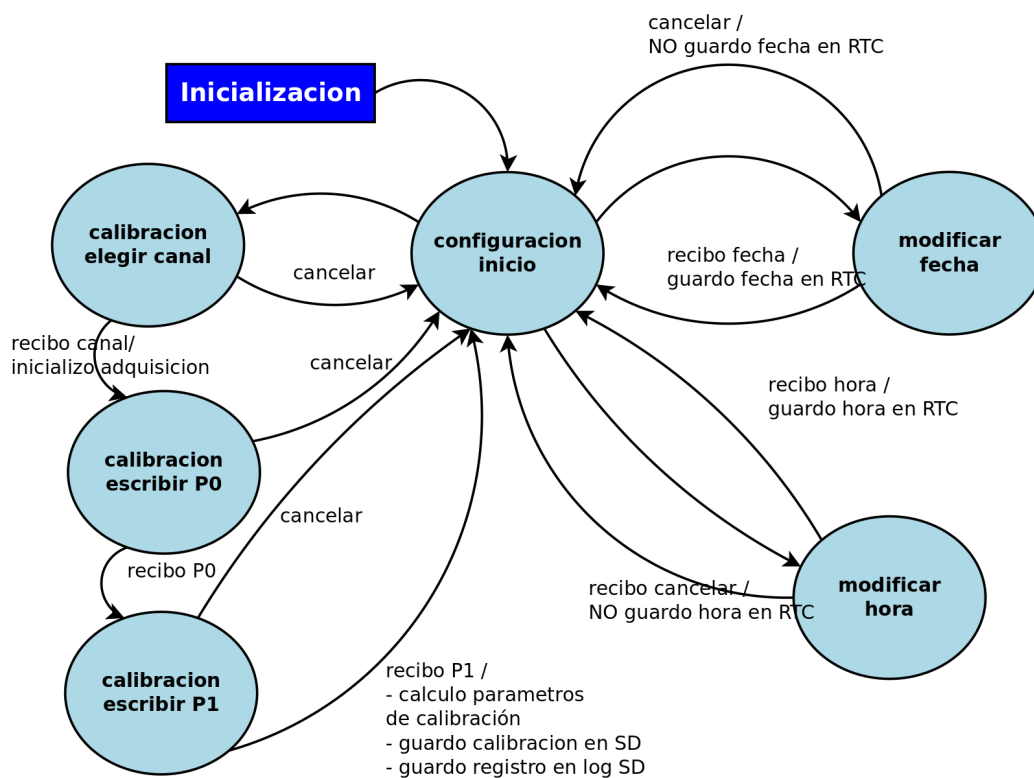 cancelar /
NO guardo fecha en RTC
Inicialización
calibracion
elegir canal
configuracion
inicio
modificar
fecha
cancelar
recibo fecha /
guardo fecha en RTC
recibo canal/
inicializo adquisicion
cancelar
recibo hora /
guardo hora en RTC
calibracion
escribir P0
cancelar
recibo P0
recibo cancelar /
NO guardo hora en RTC
modificar
hora
calibracion
escribir P1
recibo P1 /
- calculo parametros
de calibración
- guardo calibracion en SD
- guardo registro en log SD